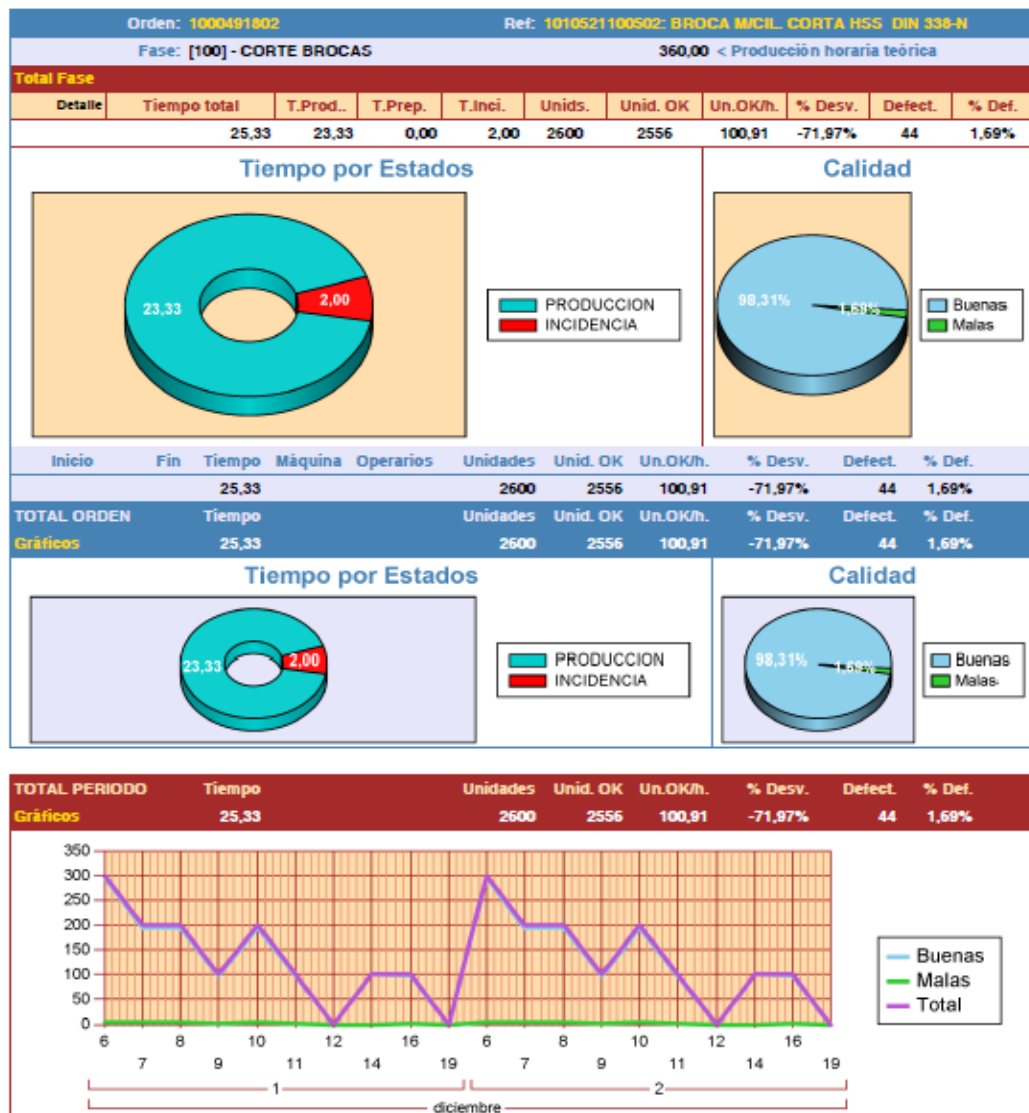 Orden: 1000491802 Ref: 1010521100502: BROCA M/CIL. CORTA HSS DIN 338-N
Fase: [100] - CORTE BROCAS 360,00 < Producción horaria teórica
Total Fase
Detalle Tiempo total T.Prod.. T.Prep. T.Inci. Unids. Unid. OK Un.OK/h. % Desv. Defect. % Def.
25,33 23,33 0,00 2,00 2600 2556 100,91 -71,97% 44 1,69%
Tiempo por Estados Calidad
23,33 2,00 PRODUCCION INCIDENCIA
98,31% 1,69% Buenas Malas
Inicio Fin Tiempo Máquina Operarios Unidades Unid. OK Un.OK/h. % Desv. Defect. % Def.
25,33 2600 2556 100,91 -71,97% 44 1,69%
TOTAL ORDEN Tiempo Unidades Unid. OK Un.OK/h. % Desv. Defect. % Def.
Gráficos 25,33 2600 2556 100,91 -71,97% 44 1,69%
Tiempo por Estados Calidad
23,33 2,00 PRODUCCION INCIDENCIA
98,31% 1,69% Buenas Malas
TOTAL PERIODO Tiempo Unidades Unid. OK Un.OK/h. % Desv. Defect. % Def.
Gráficos 25,33 2600 2556 100,91 -71,97% 44 1,69%
350
300
250
200
150
100
50
0
Buenas
Malas
Total
6 8 10 12 16 6 8 10 12 16
7 9 11 14 19 7 9 11 14 19
1 2
diciembre